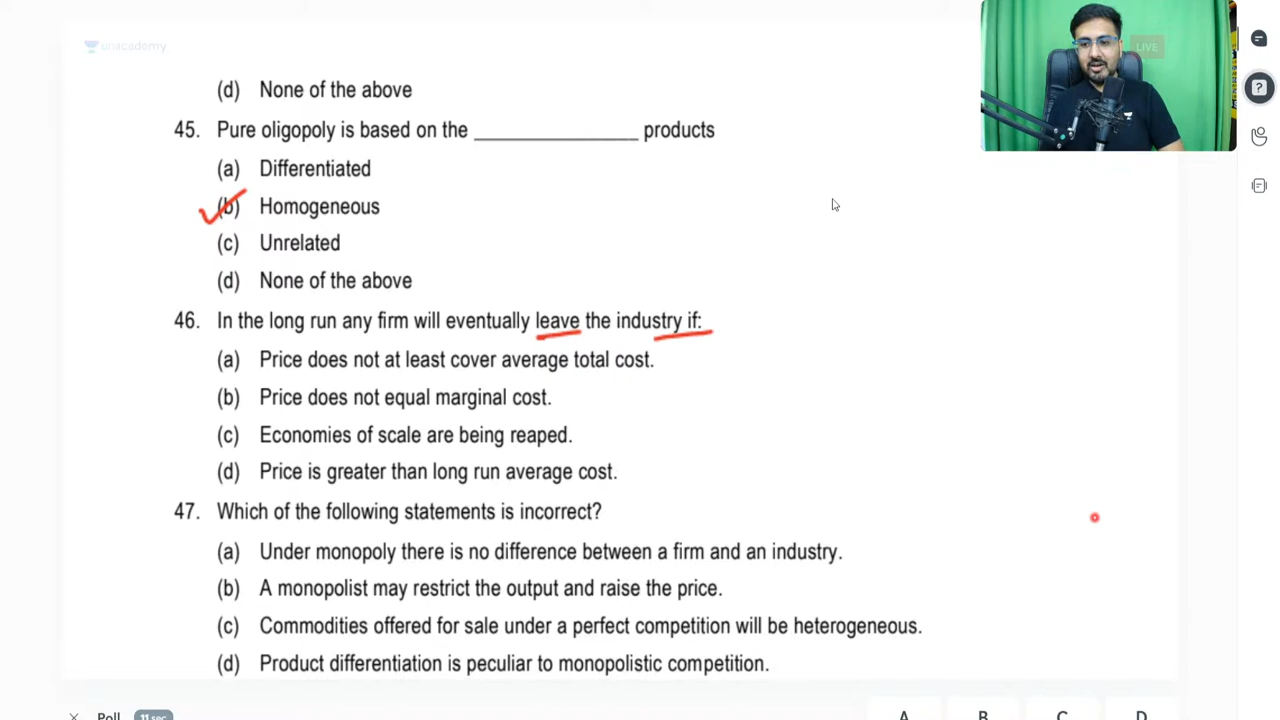 unacademy
LIVE
(d) None of the above
45. Pure oligopoly is based on the ________________ products
(a) Differentiated
(b) Homogeneous
(c) Unrelated
(d) None of the above
46. In the long run any firm will eventually leave the industry if:
(a) Price does not at least cover average total cost.
(b) Price does not equal marginal cost.
(c) Economies of scale are being reaped.
(d) Price is greater than long run average cost.
47. Which of the following statements is incorrect?
(a) Under monopoly there is no difference between a firm and an industry.
(b) A monopolist may restrict the output and raise the price.
(c) Commodities offered for sale under a perfect competition will be heterogeneous.
(d) Product differentiation is peculiar to monopolistic competition.
Poll 11 sec A B C D